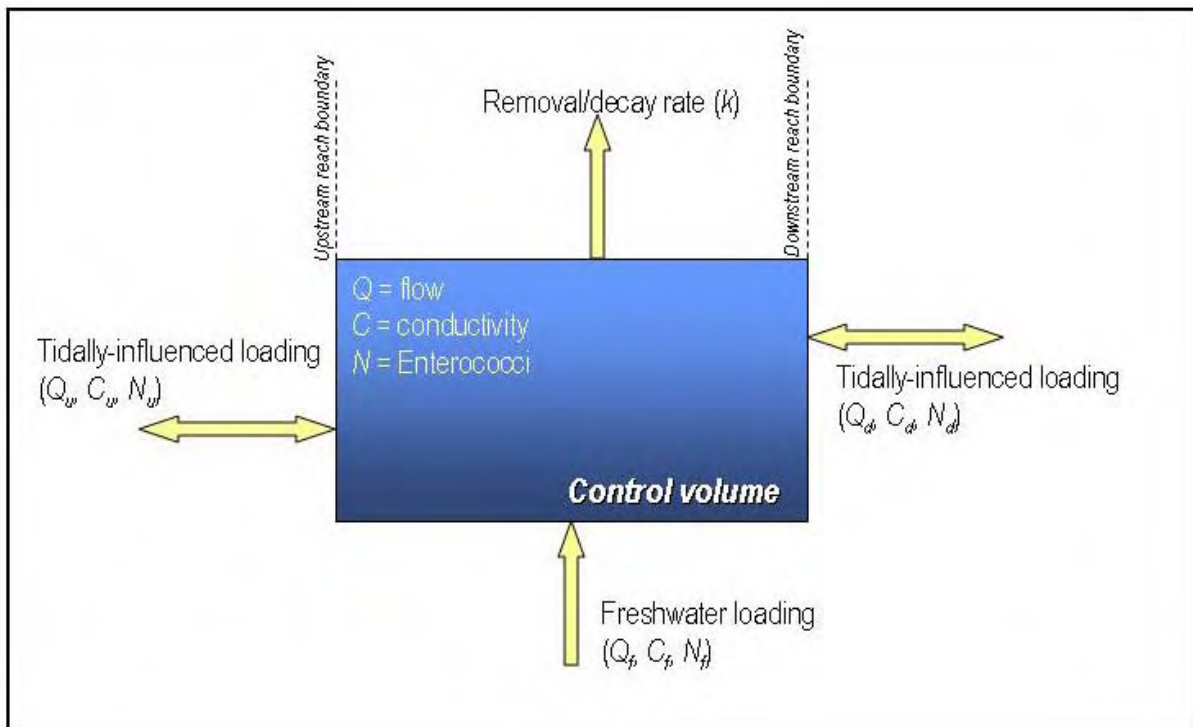 Upstream reach boundary
Removal/decay rate (k)
Downstream reach boundary
Q = flow
C = conductivity
N = Enterococci
Tidally-influenced loading
(Qu, Cu, Nu)
Tidally-influenced loading
(Qd, Cd, Nd)
Control volume
Freshwater loading
(Qf, Cf, Nf)